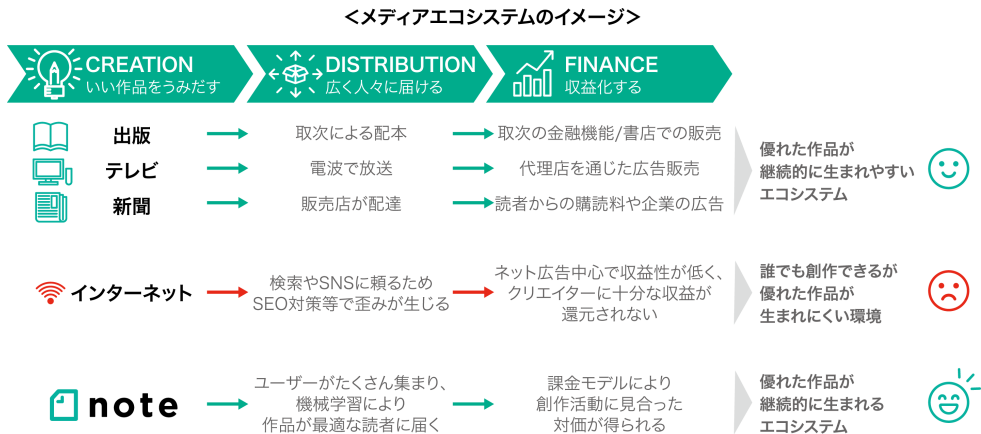 ＜メディアエコシステムのイメージ＞
CREATION
いい作品をうみだす
DISTRIBUTION
広く人々に届ける
FINANCE
収益化する
出版
取次による配本
取次の金融機能/書店での販売
テレビ
電波で放送
代理店を通じた広告販売
新聞
販売店が配達
読者からの購読料や企業の広告
優れた作品が
継続的に生まれやすい
エコシステム
インターネット
検索やSNSに頼るため
SEO対策等で歪みが生じる
ネット広告中心で収益性が低く、
クリエイターに十分な収益が
還元されない
誰でも創作できるが
優れた作品が
生まれにくい環境
note
ユーザーがたくさん集まり、
機械学習により
作品が最適な読者に届く
課金モデルにより
創作活動に見合った
対価が得られる
優れた作品が
継続的に生まれる
エコシステム